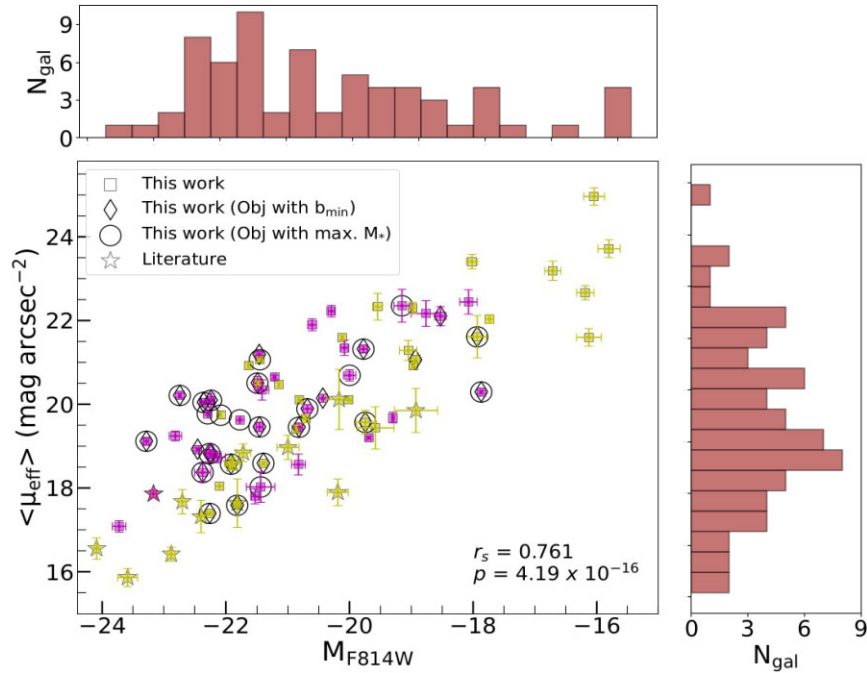 9
6
3
0
N_gal
This work
This work (Obj with b_min)
This work (Obj with max. M_*)
Literature
24
22
20
18
16
<μ_eff> (mag arcsec⁻²)
r_s = 0.761
p = 4.19 x 10⁻¹⁶
−24 −22 −20 −18 −16
M_F814W
0 3 6 9
N_gal